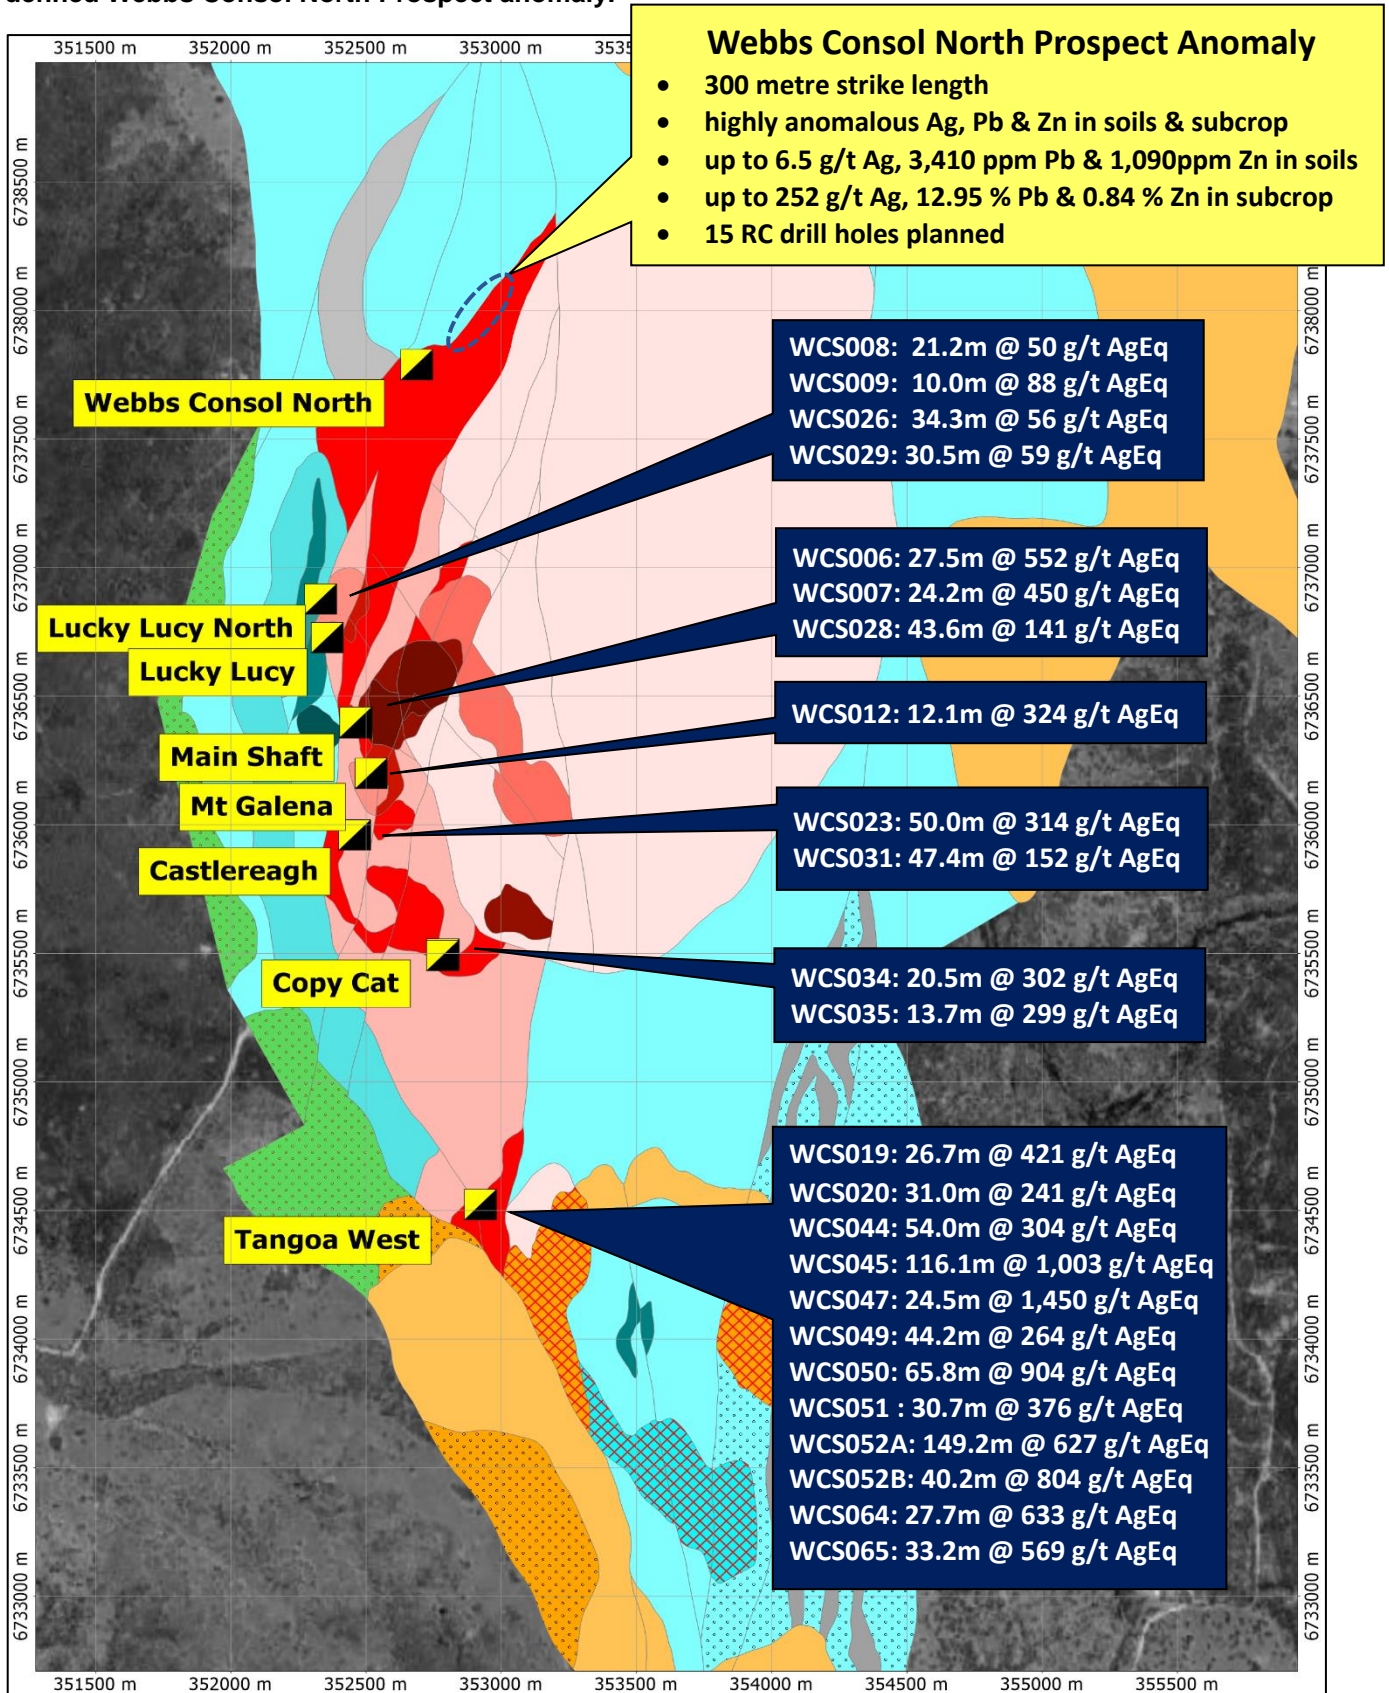 defined Webbs Consol North Prospect anomaly.
351500 m 352000 m 352500 m 353000 m
Webbs Consol North Prospect Anomaly
• 300 metre strike length
• highly anomalous Ag, Pb & Zn in soils & subcrop
• up to 6.5 g/t Ag, 3,410 ppm Pb & 1,090ppm Zn in soils
• up to 252 g/t Ag, 12.95 % Pb & 0.84 % Zn in subcrop
• 15 RC drill holes planned
6738500 m
6738000 m
6737500 m
6737000 m
6736500 m
6736000 m
6735500 m
6735000 m
6734500 m
6734000 m
6733500 m
6733000 m
Webbs Consol North
Lucky Lucy North
Lucky Lucy
Main Shaft
Mt Galena
Castlereagh
Copy Cat
Tangoa West
WCS008: 21.2m @ 50 g/t AgEq
WCS009: 10.0m @ 88 g/t AgEq
WCS026: 34.3m @ 56 g/t AgEq
WCS029: 30.5m @ 59 g/t AgEq
WCS006: 27.5m @ 552 g/t AgEq
WCS007: 24.2m @ 450 g/t AgEq
WCS028: 43.6m @ 141 g/t AgEq
WCS012: 12.1m @ 324 g/t AgEq
WCS023: 50.0m @ 314 g/t AgEq
WCS031: 47.4m @ 152 g/t AgEq
WCS034: 20.5m @ 302 g/t AgEq
WCS035: 13.7m @ 299 g/t AgEq
WCS019: 26.7m @ 421 g/t AgEq
WCS020: 31.0m @ 241 g/t AgEq
WCS044: 54.0m @ 304 g/t AgEq
WCS045: 116.1m @ 1,003 g/t AgEq
WCS047: 24.5m @ 1,450 g/t AgEq
WCS049: 44.2m @ 264 g/t AgEq
WCS050: 65.8m @ 904 g/t AgEq
WCS051 : 30.7m @ 376 g/t AgEq
WCS052A: 149.2m @ 627 g/t AgEq
WCS052B: 40.2m @ 804 g/t AgEq
WCS064: 27.7m @ 633 g/t AgEq
WCS065: 33.2m @ 569 g/t AgEq
6738000 m
6737500 m
6737000 m
6736500 m
6736000 m
6735500 m
6735000 m
6734500 m
6734000 m
6733500 m
6733000 m
351500 m 352000 m 352500 m 353000 m 353500 m 354000 m 354500 m 355000 m 355500 m